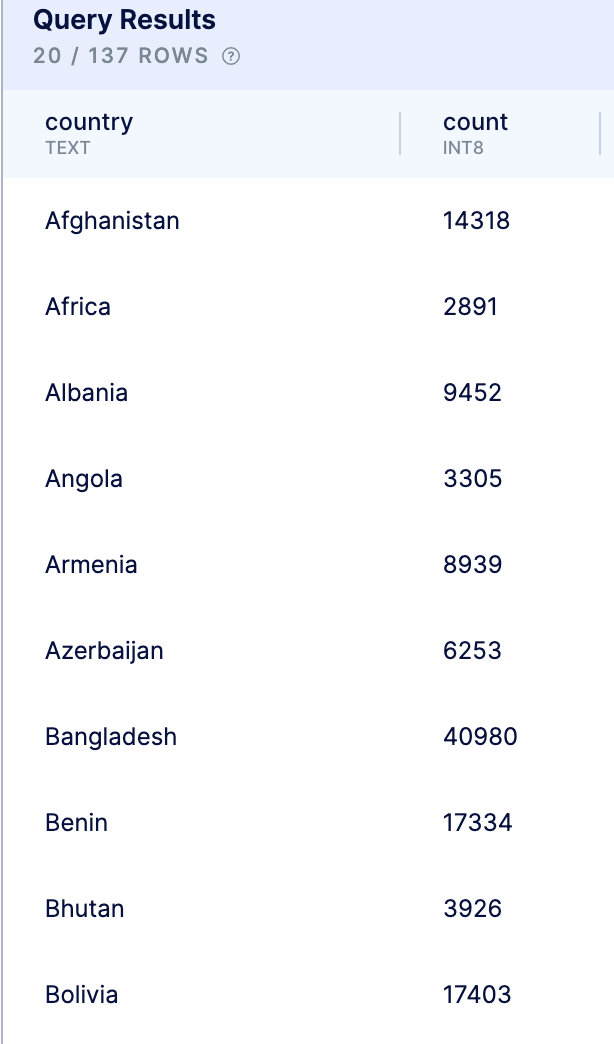 Query Results
20 / 137 ROWS ?
country count
TEXT INT8
Afghanistan 14318
Africa 2891
Albania 9452
Angola 3305
Armenia 8939
Azerbaijan 6253
Bangladesh 40980
Benin 17334
Bhutan 3926
Bolivia 17403